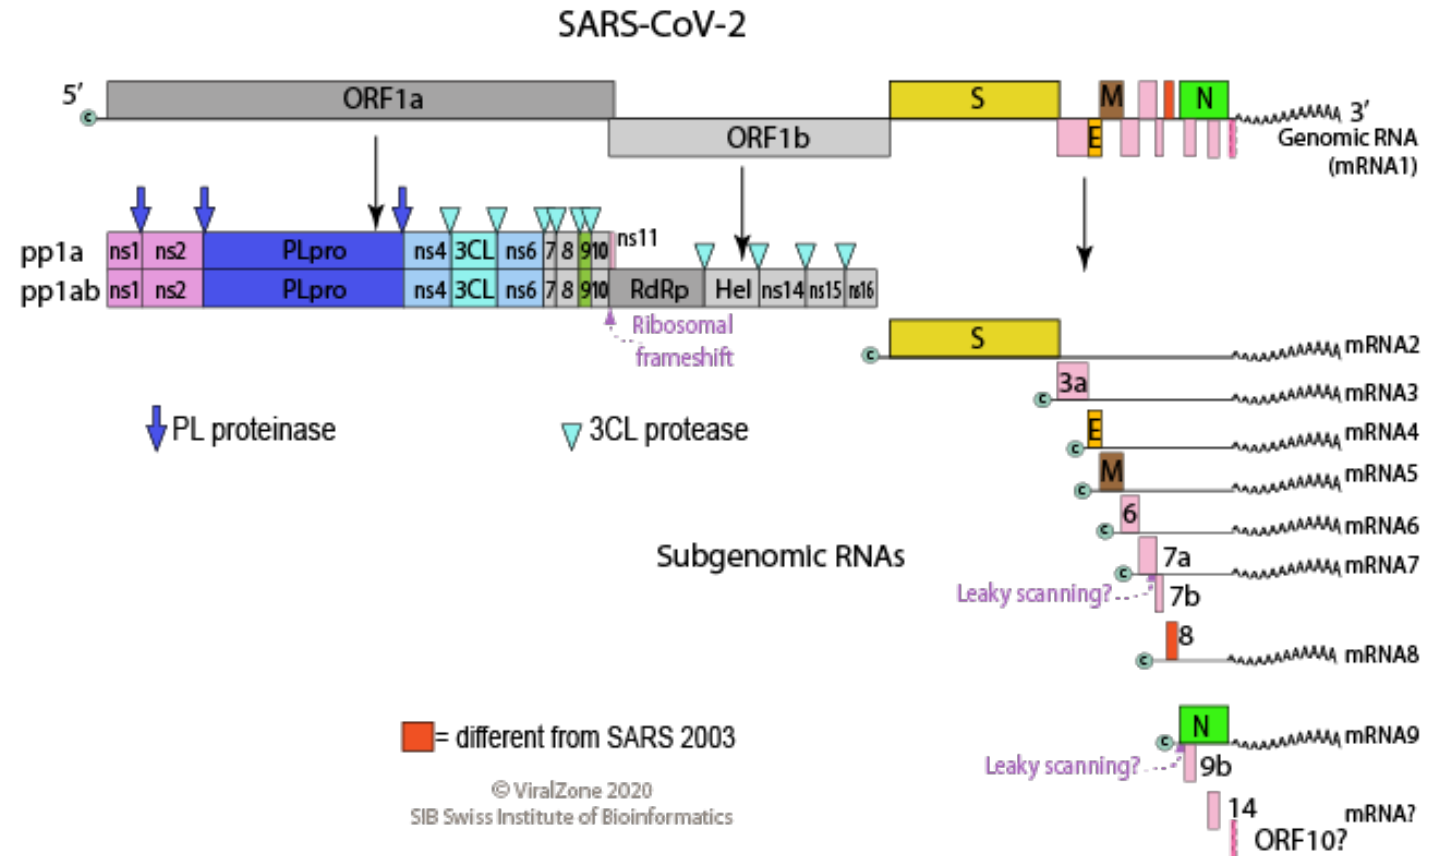 SARS-CoV-2
5′
ORF1a
S
M
N
3′
c
ORF1b
E
Genomic RNA
(mRNA1)
pp1a
ns1
ns2
PLpro
ns4
3CL
ns6
7
8
9
10
ns11
pp1ab
ns1
ns2
PLpro
ns4
3CL
ns6
7
8
9
10
RdRp
Hel
ns14
ns15
ns16
Ribosomal
frameshift
S
c
mRNA2
3a
c
mRNA3
PL proteinase
3CL protease
E
c
mRNA4
M
c
mRNA5
6
c
mRNA6
Subgenomic RNAs
7a
c
mRNA7
Leaky scanning?
7b
8
c
mRNA8
= different from SARS 2003
N
c
mRNA9
Leaky scanning?
9b
© ViralZone 2020
SIB Swiss Institute of Bioinformatics
14
mRNA?
ORF10?